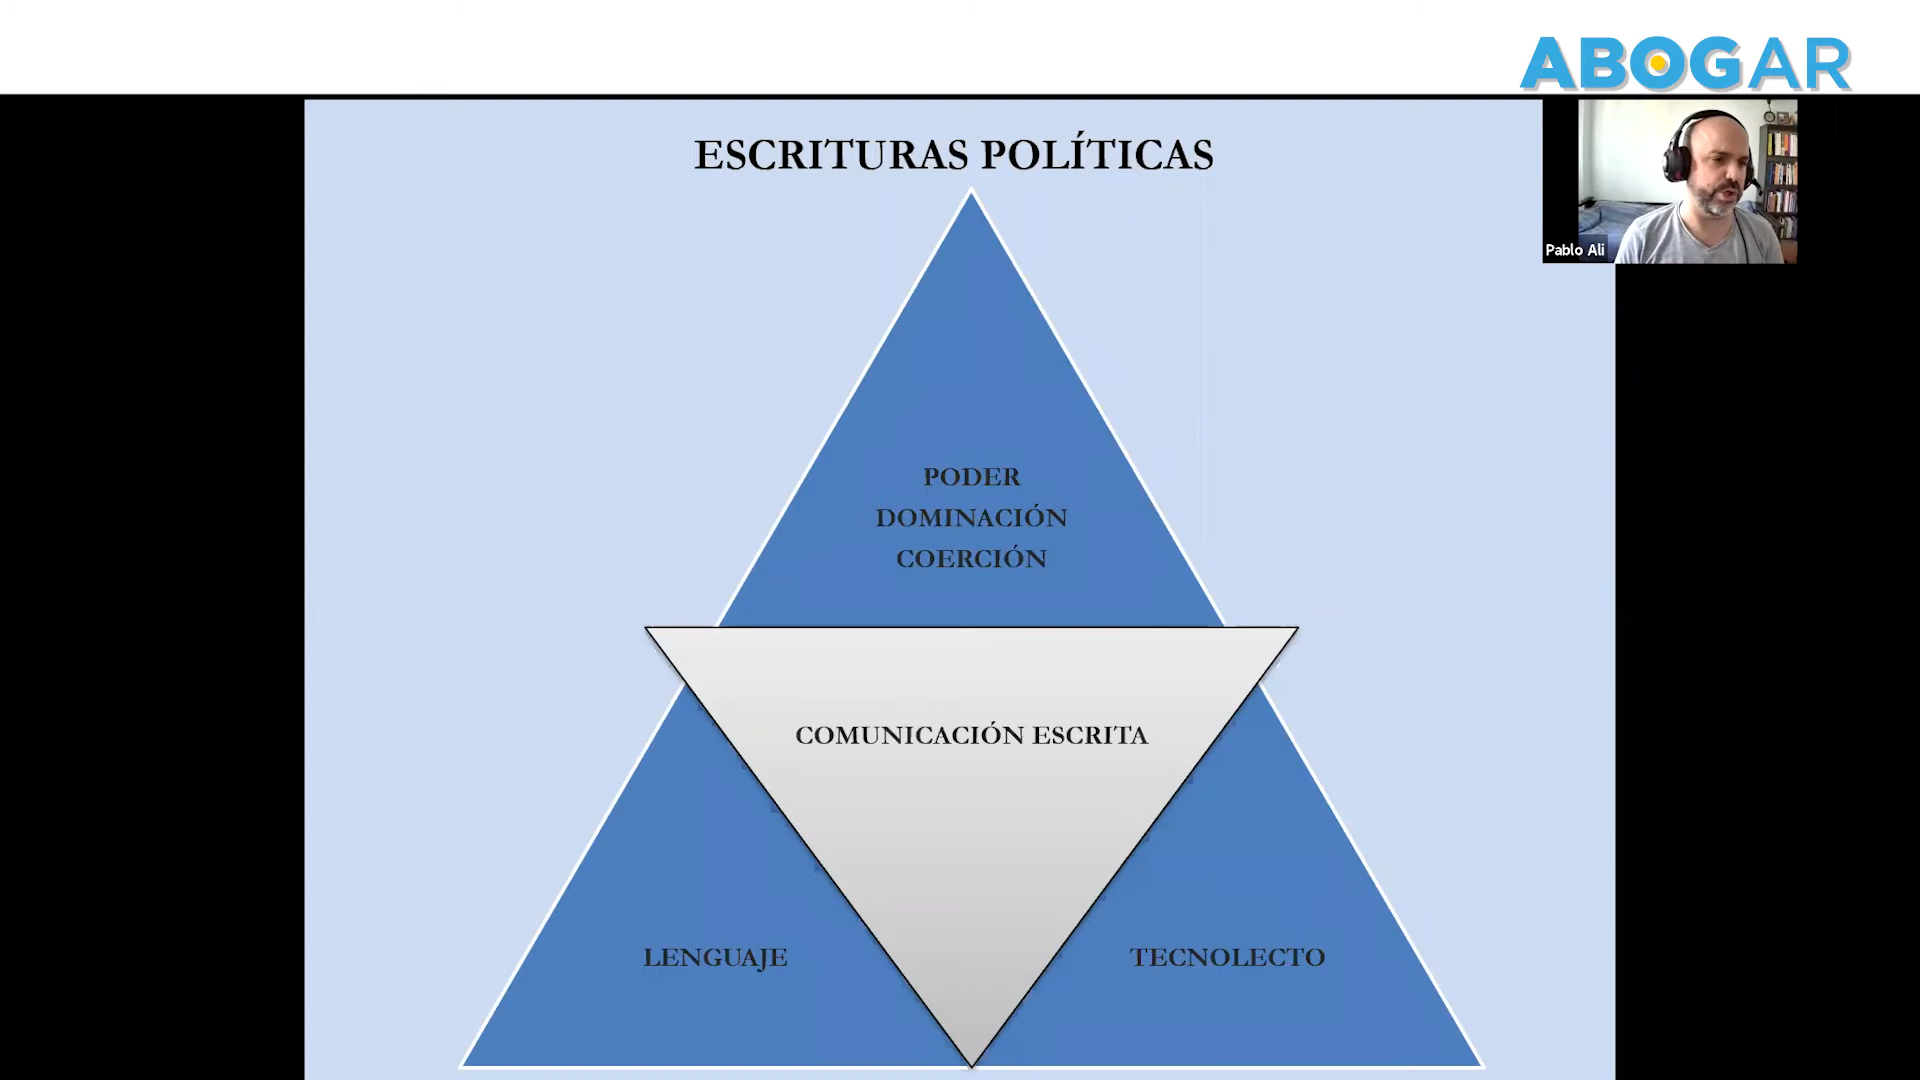 ABOGAR
ESCRITURAS POLÍTICAS
Pablo Ali
PODER
DOMINACIÓN
COERCIÓN
COMUNICACIÓN ESCRITA
LENGUAJE
TECNOLECTO